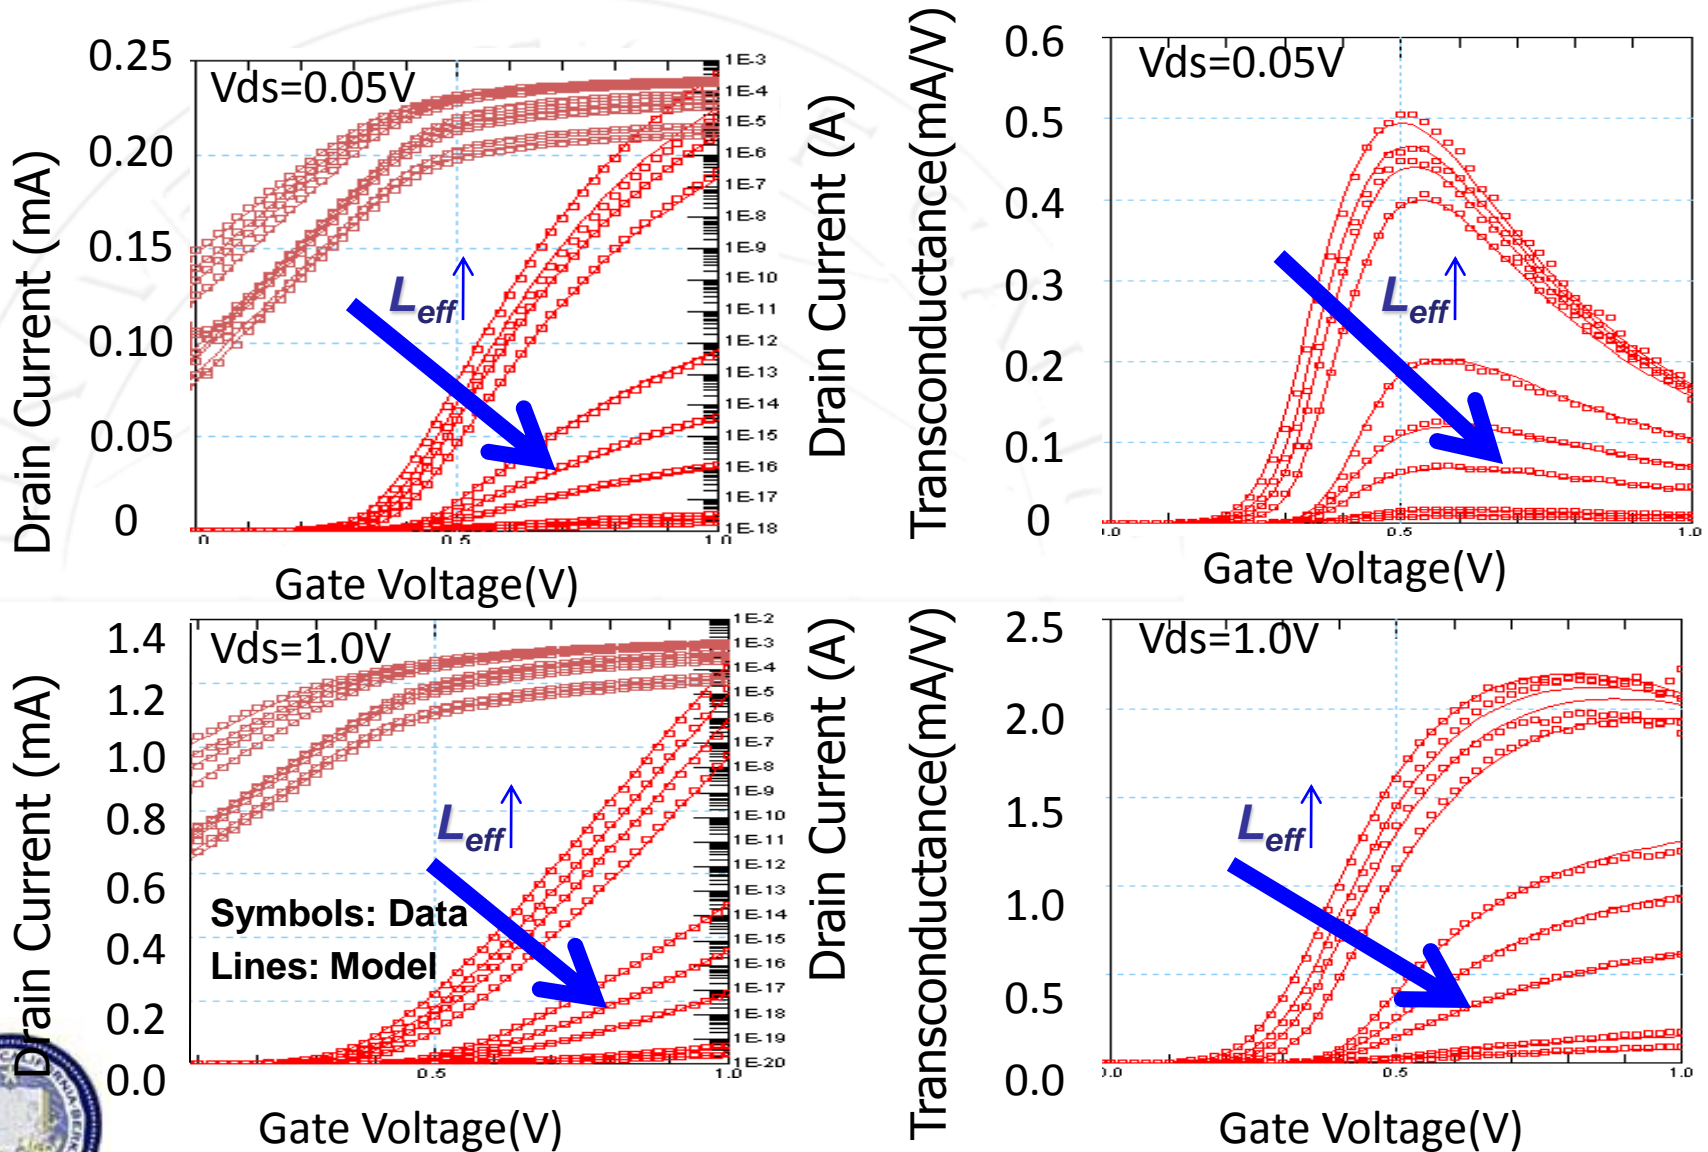 Vds=0.05V
0.25
0.20
0.15
0.10
0.05
0
Drain Current (mA)
1E-3
1E-4
1E-5
1E-6
1E-7
1E-8
1E-9
1E-10
1E-11
1E-12
1E-13
1E-14
1E-15
1E-16
1E-17
1E-18
Drain Current (A)
Leff
.0
0.5
1.0
Gate Voltage(V)
Vds=0.05V
0.6
0.5
0.4
0.3
0.2
0.1
0
Transconductance(mA/V)
Leff
0.5
1.0
Gate Voltage(V)
Vds=1.0V
1.4
1.2
1.0
0.8
0.6
0.4
0.2
0.0
Drain Current (mA)
1E-2
1E-3
1E-4
1E-5
1E-6
1E-7
1E-8
1E-9
1E-10
1E-11
1E-12
1E-13
1E-14
1E-15
1E-16
1E-17
1E-18
1E-19
1E-20
Drain Current (A)
Leff
Symbols: Data
Lines: Model
0.5
1.0
Gate Voltage(V)
Vds=1.0V
2.5
2.0
1.5
1.0
0.5
0.0
Transconductance(mA/V)
Leff
0.5
1.0
Gate Voltage(V)